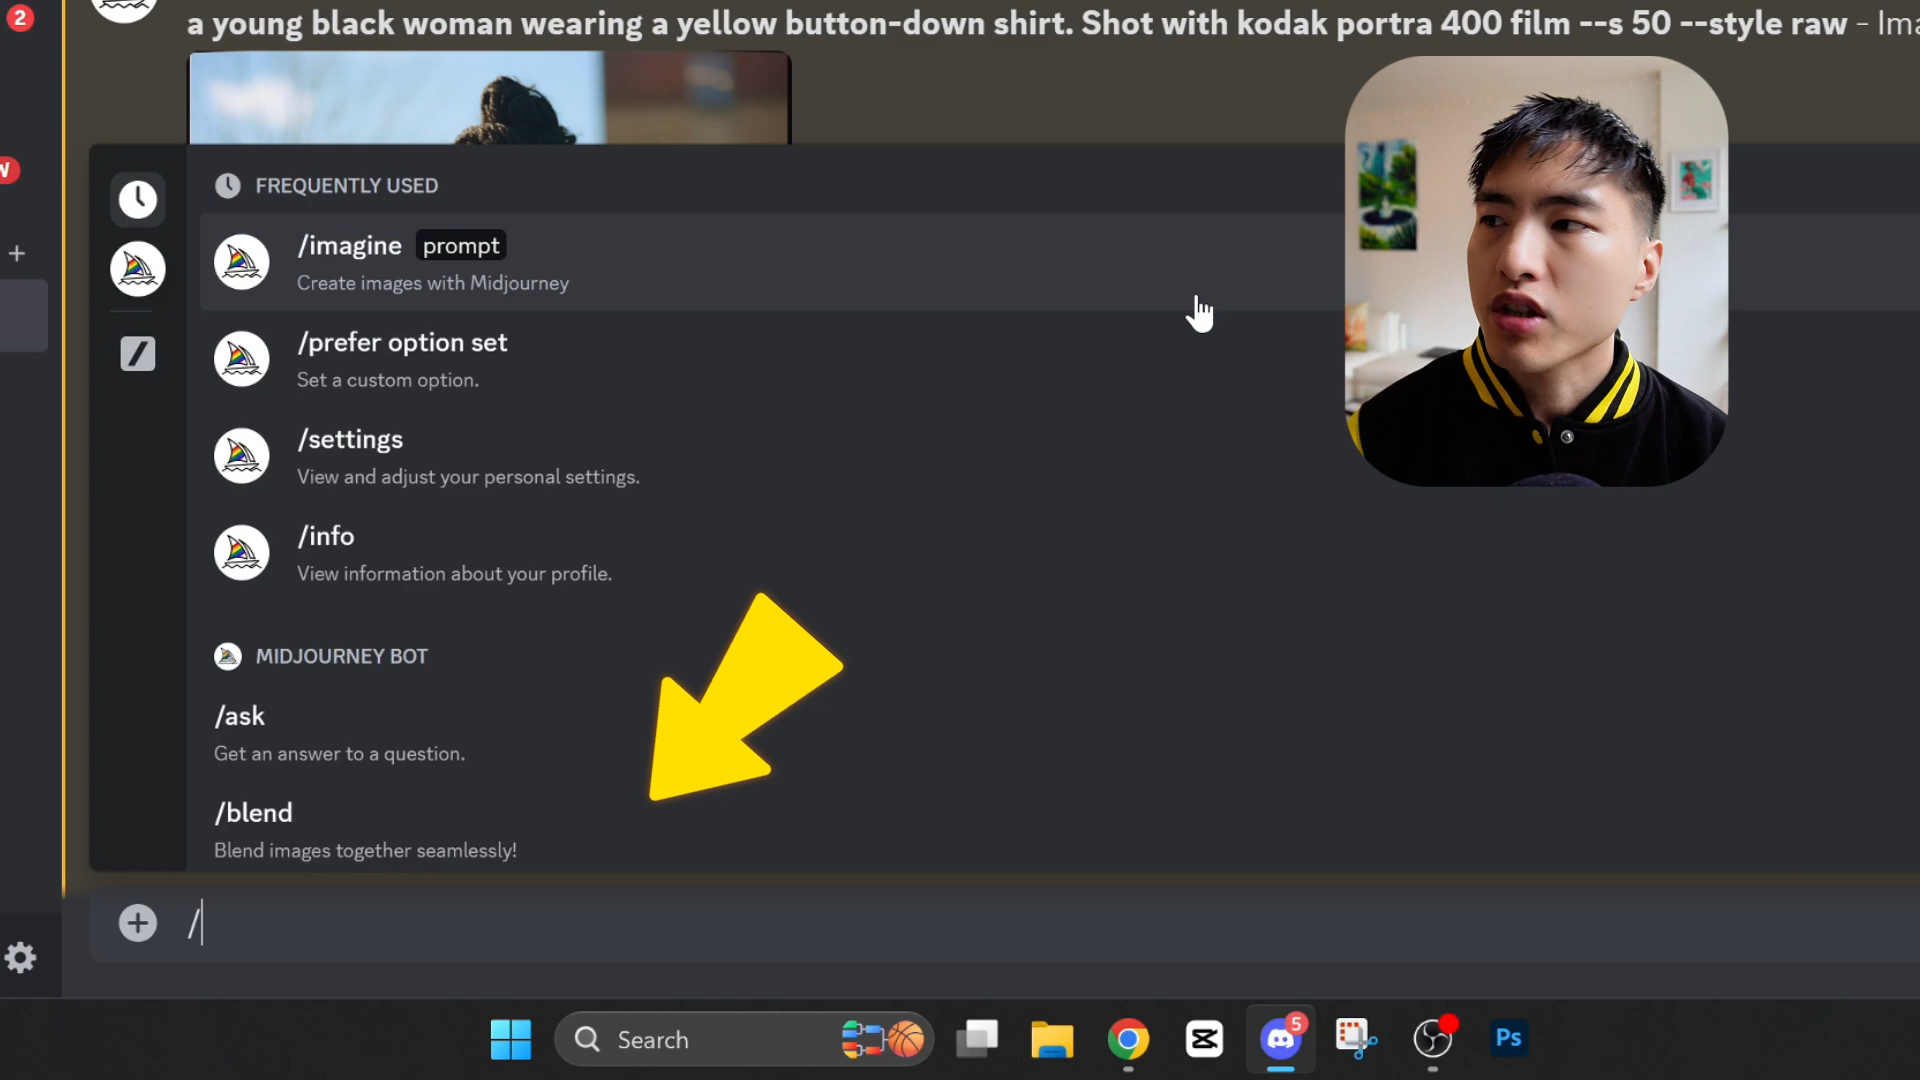 2
a young black woman wearing a yellow button-down shirt. Shot with kodak portra 400 film --s 50 --style raw - Ima
W
FREQUENTLY USED
/imagine prompt
Create images with Midjourney
/prefer option set
Set a custom option.
/settings
View and adjust your personal settings.
/info
View information about your profile.
MIDJOURNEY BOT
/ask
Get an answer to a question.
/blend
Blend images together seamlessly!
/
Search
5
Ps